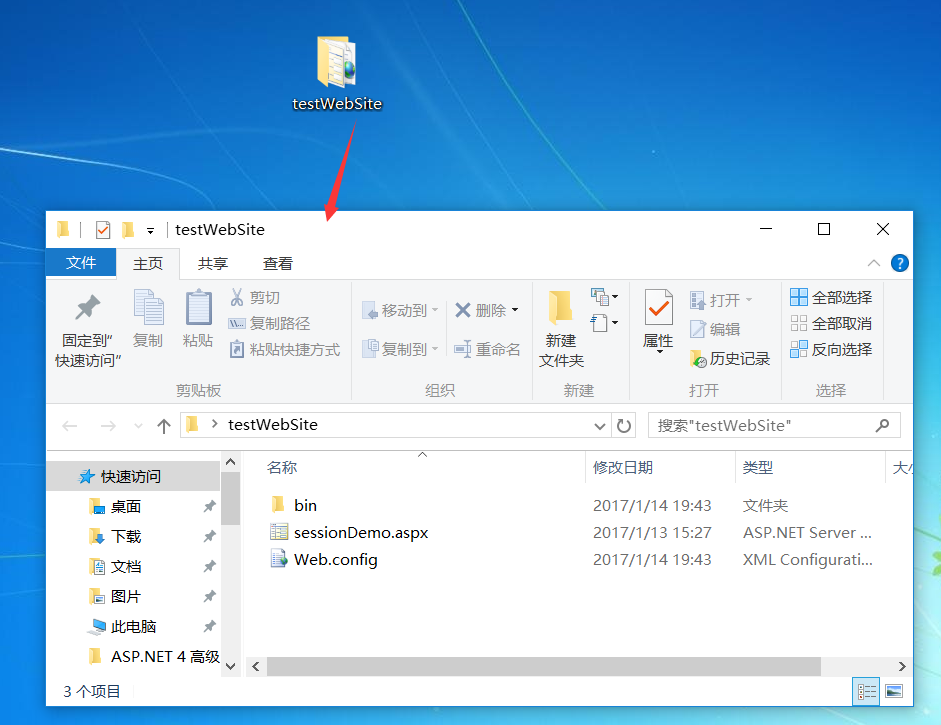 testWebSite
testWebSite
文件 主页 共享 查看
固定到"
快速访问"
复制
粘贴
剪切
复制路径
粘贴快捷方式
剪贴板
移动到
复制到
删除
重命名
组织
新建
文件夹
新建
属性
打开
编辑
历史记录
打开
全部选择
全部取消
反向选择
选择
testWebSite
搜索"testWebSite"
快速访问
桌面
下载
文档
图片
此电脑
ASP.NET 4 高级
名称 修改日期 类型 大小
bin 2017/1/14 19:43 文件夹
sessionDemo.aspx 2017/1/13 15:27 ASP.NET Server ...
Web.config 2017/1/14 19:43 XML Configurati...
3 个项目